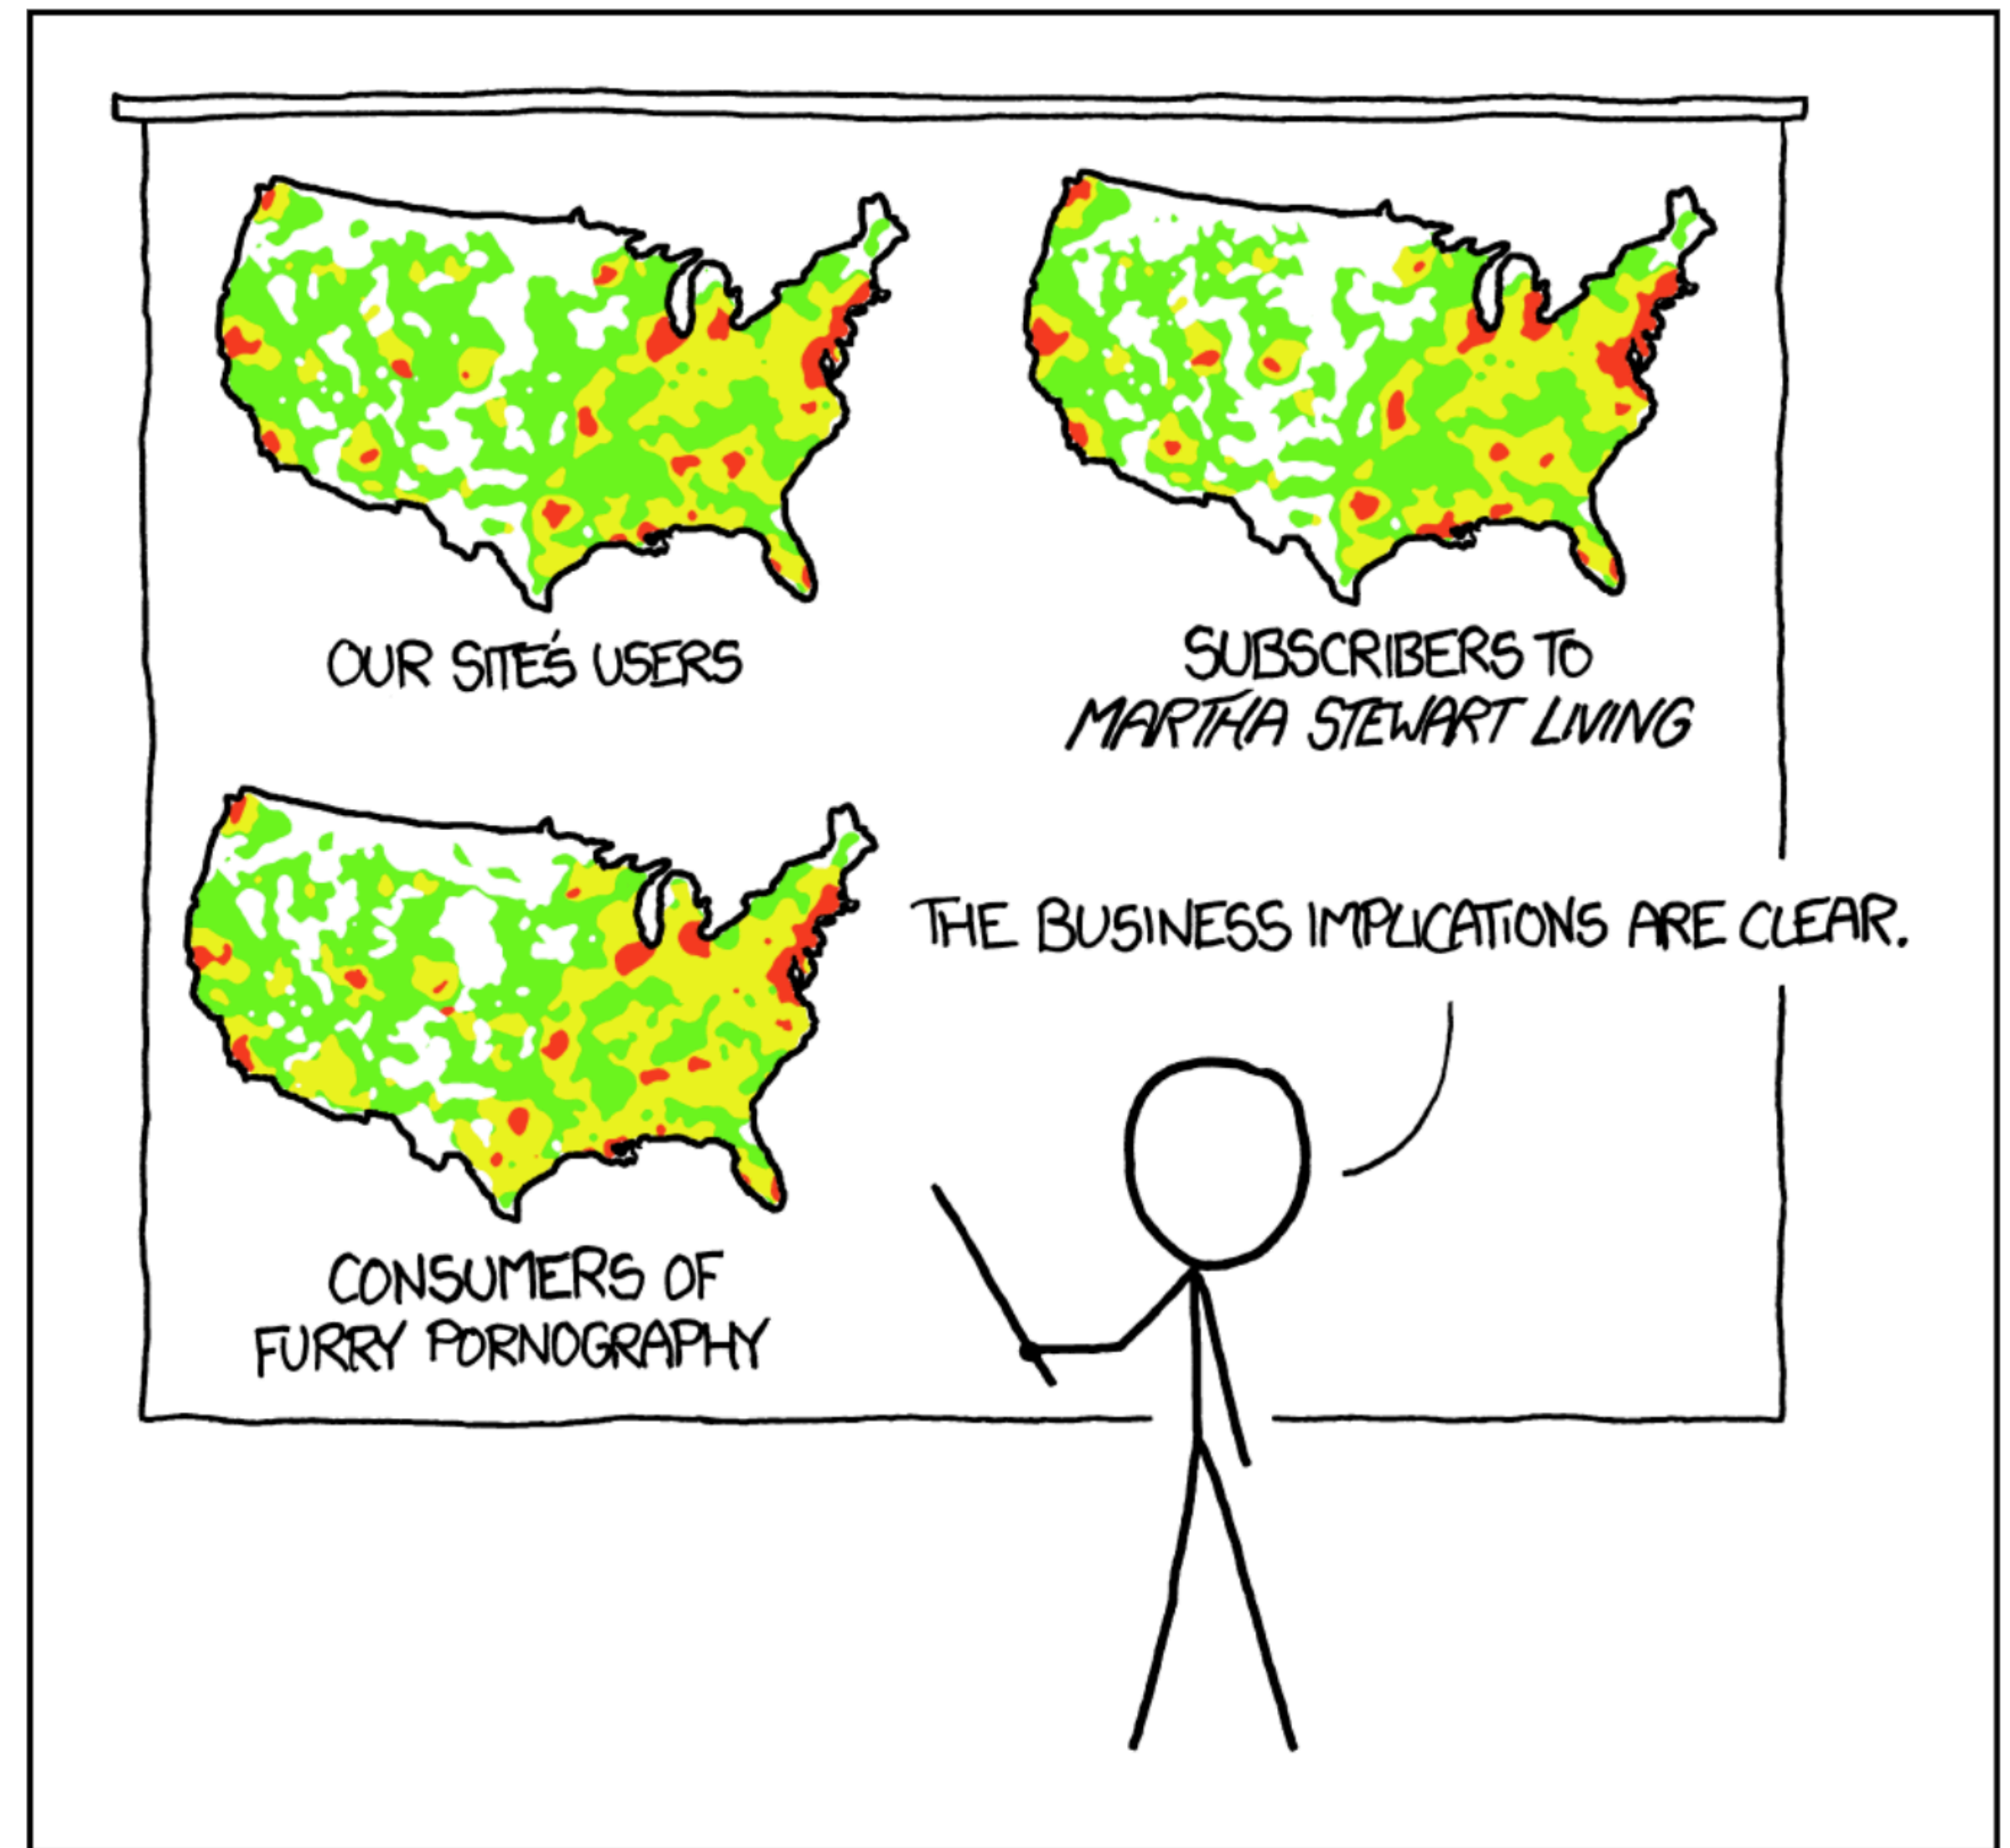 OUR SITE'S USERS
SUBSCRIBERS TO
MARTHA STEWART LIVING
CONSUMERS OF
FURRY PORNOGRAPHY
THE BUSINESS IMPLICATIONS ARE CLEAR.